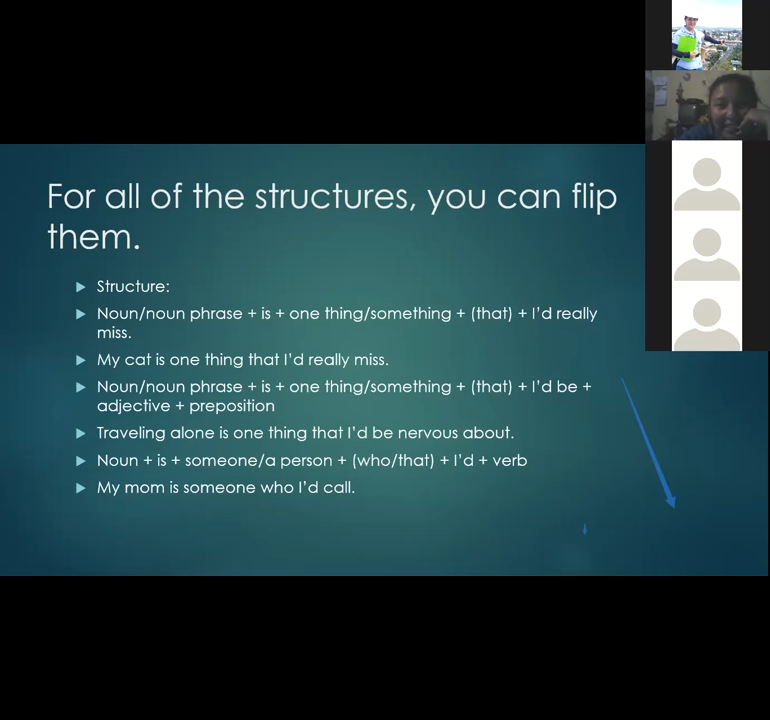 For all of the structures, you can flip
them.
Structure:
Noun/noun phrase + is + one thing/something + (that) + I'd really
miss.
My cat is one thing that I'd really miss.
Noun/noun phrase + is + one thing/something + (that) + I'd be +
adjective + preposition
Traveling alone is one thing that I'd be nervous about.
Noun + is + someone/a person + (who/that) + I'd + verb
My mom is someone who I'd call.